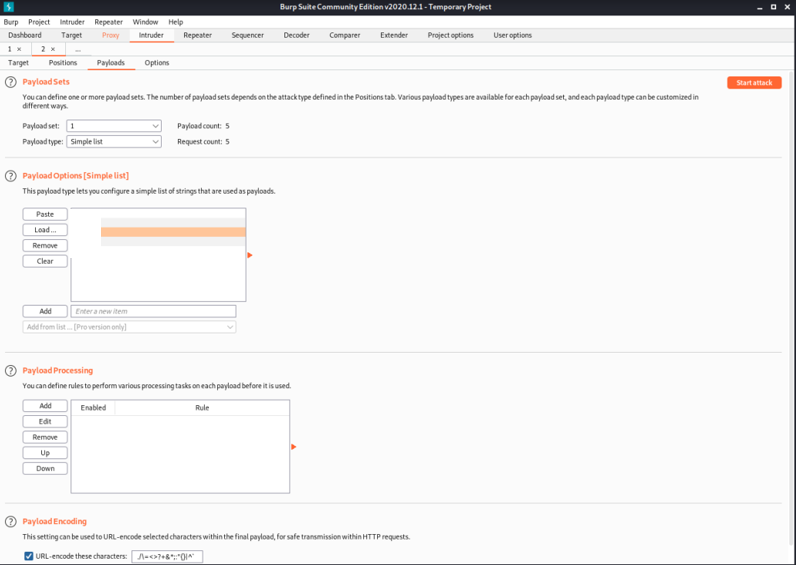 Burp Suite Community Edition v2020.12.1 - Temporary Project
Burp Project Intruder Repeater Window Help
Dashboard Target Proxy Intruder Repeater Sequencer Decoder Comparer Extender Project options User options
1 × 2 × ...
Target Positions Payloads Options
? Payload Sets
Start attack
You can define one or more payload sets. The number of payload sets depends on the attack type defined in the Positions tab. Various payload types are available for each payload set, and each payload type can be customized in
different ways.
Payload set: 1 Payload count: 5
Payload type: Simple list Request count: 5
? Payload Options [Simple list]
This payload type lets you configure a simple list of strings that are used as payloads.
Paste
Load ...
Remove
Clear
Add Enter a new item
Add from list ... [Pro version only]
? Payload Processing
You can define rules to perform various processing tasks on each payload before it is used.
Add Enabled Rule
Edit
Remove
Up
Down
? Payload Encoding
This setting can be used to URL-encode selected characters within the final payload, for safe transmission within HTTP requests.
URL-encode these characters: ./\=<>?+&*;:"{}|^`